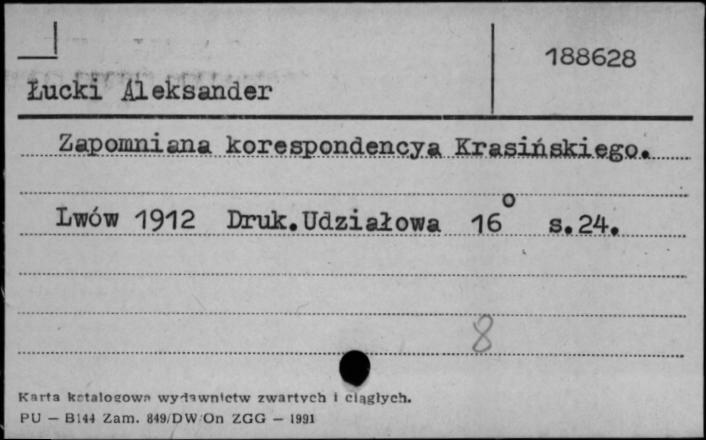 188628
Łucki Aleksander
Zapomniana korespondencya Krasińskiego.
Lwów 1912 Druk.Udziałowa 16° s.24.
8
Karta katalogowa wydawnictw zwartych i ciągłych.
PU — B144 Zam. 849/DW/On ZGG — 1991